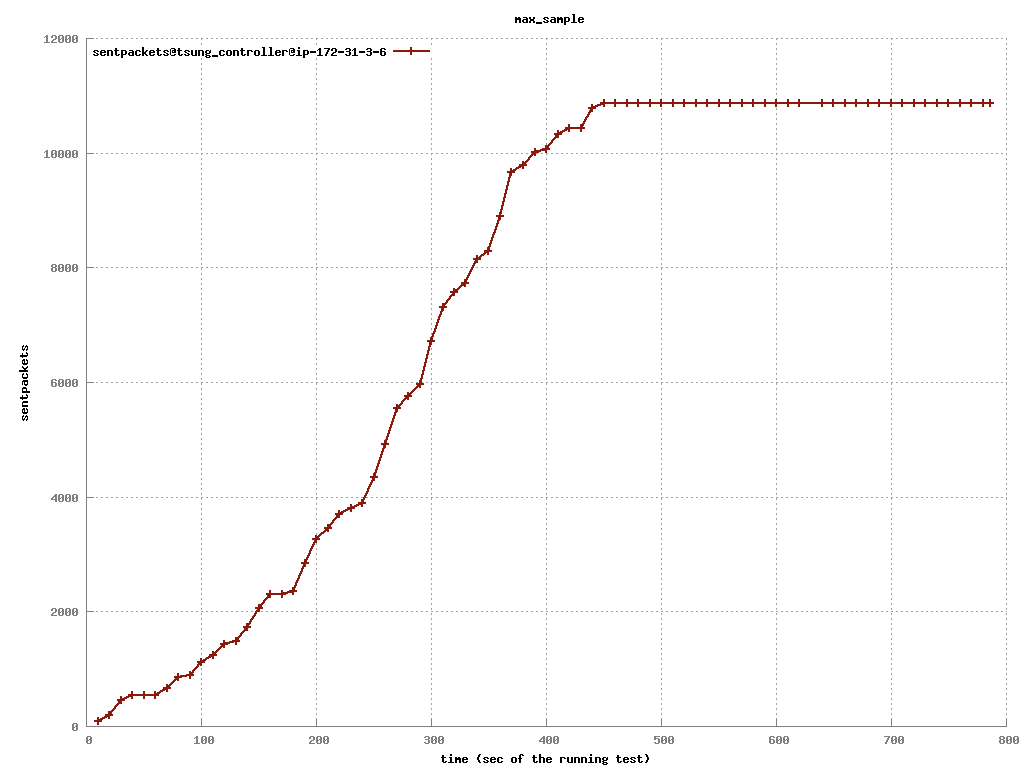 max_sample
12000
sentpackets@tsung_controller@ip-172-31-3-6
10000
8000
sentpackets
6000
4000
2000
0
0 100 200 300 400 500 600 700 800
time (sec of the running test)